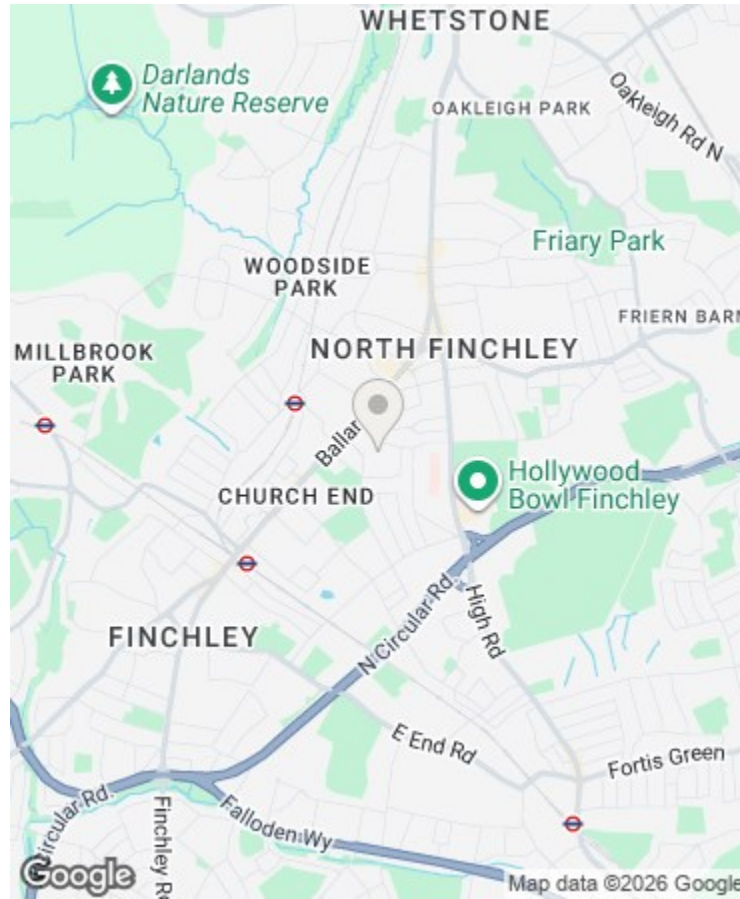 WHETSTONE
Darlands
Nature Reserve
OAKLEIGH PARK
Oakleigh Rd N
Friary Park
WOODSIDE
PARK
FRIERN BARN
NORTH FINCHLEY
MILLBROOK
PARK
Ballar
Hollywood
Bowl Finchley
CHURCH END
N Circular Rd.
High Rd
FINCHLEY
E End Rd
Fortis Green
Circular Rd.
Finchley Rd
Falloden Wy
Google
Map data ©2026 Google